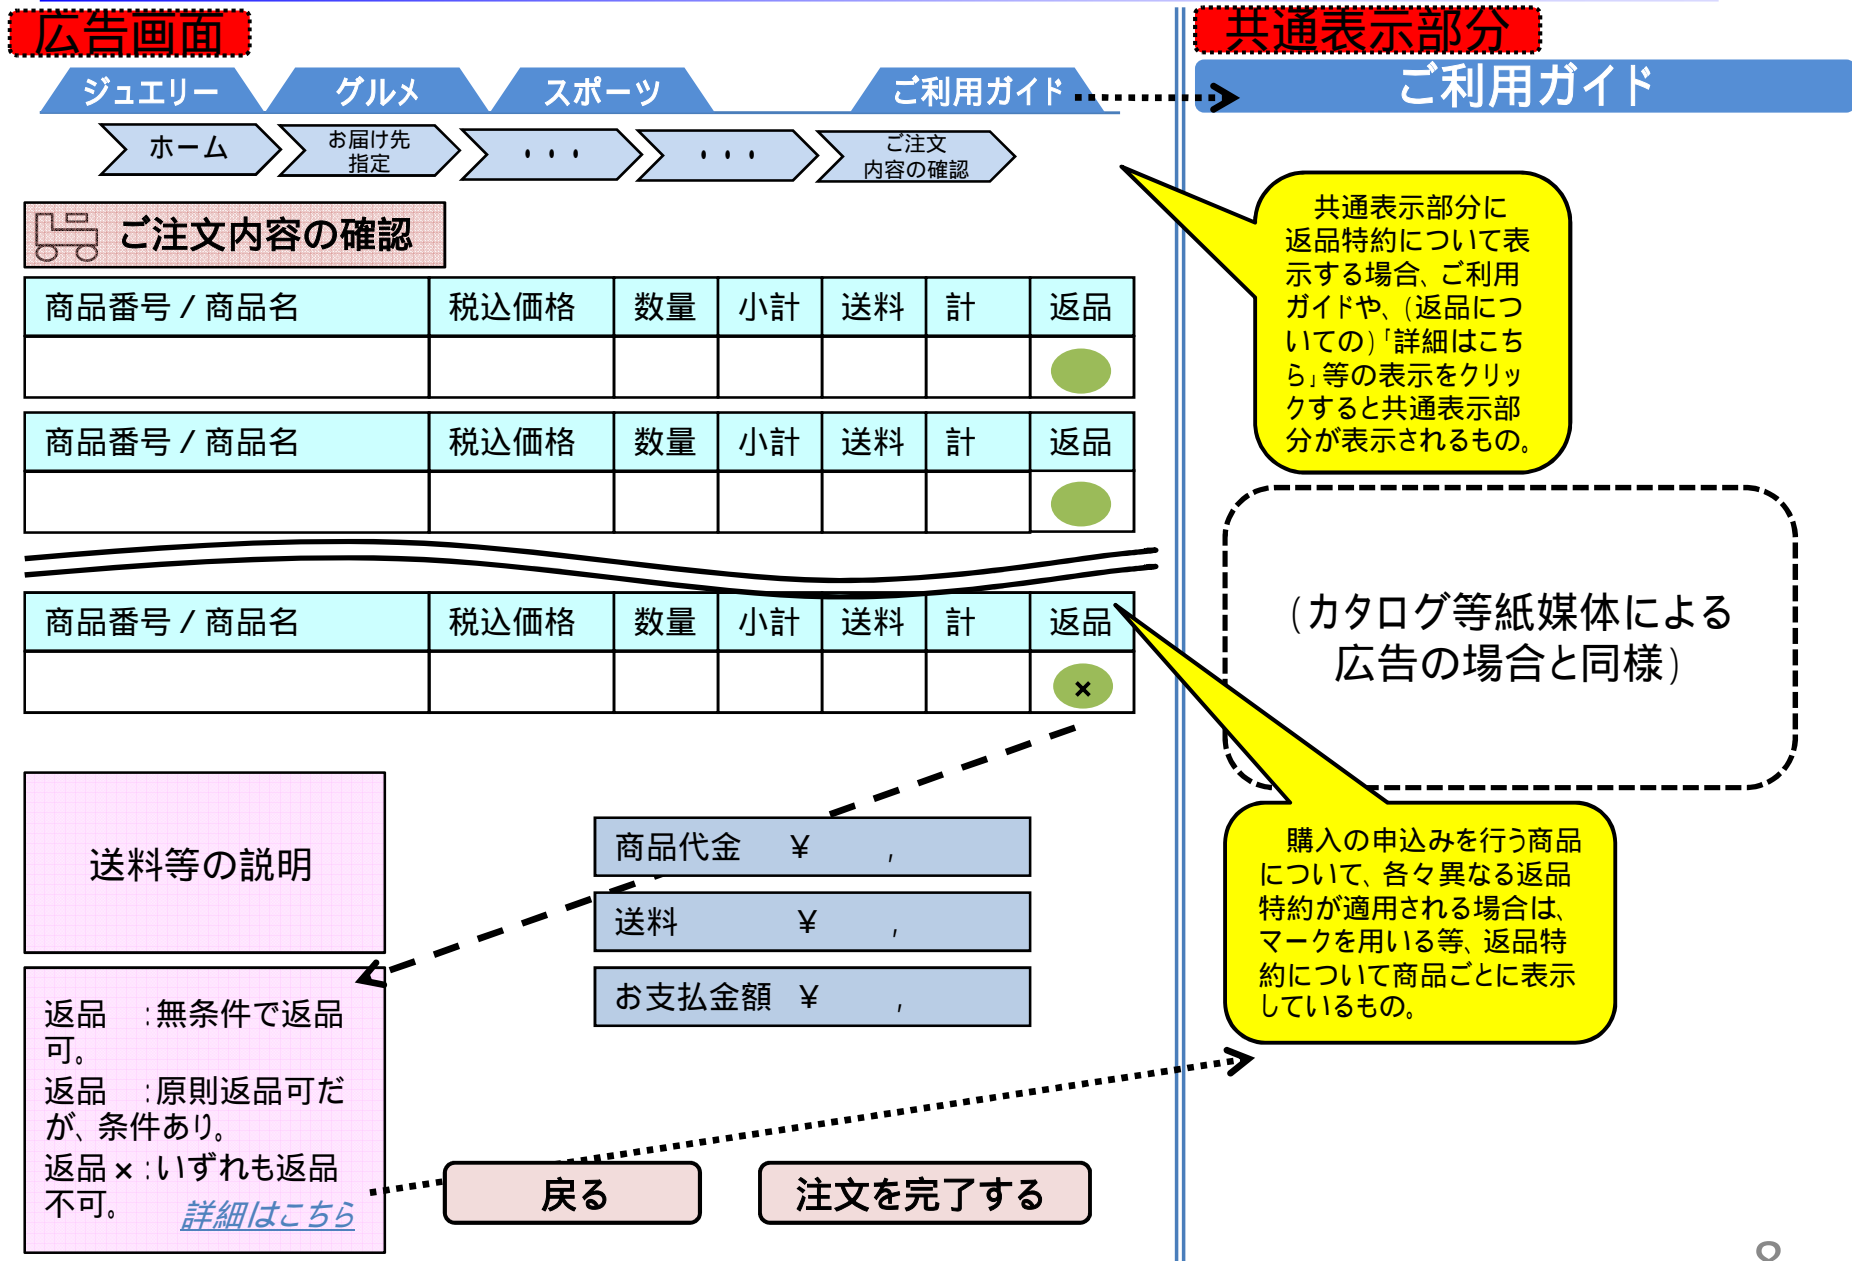 広告画面
共通表示部分
ジュエリー
グルメ
スポーツ
ご利用ガイド
ご利用ガイド
ホーム
お届け先
指定
・・・
・・・
ご注文
内容の確認
ご注文内容の確認
商品番号/商品名 税込価格 数量 小計 送料 計 返品
商品番号/商品名 税込価格 数量 小計 送料 計 返品
商品番号/商品名 税込価格 数量 小計 送料 計 返品
×
共通表示部分に
返品特約について表
示する場合、ご利用
ガイドや、(返品につ
いての)「詳細はこち
ら」等の表示をクリッ
クすると共通表示部
分が表示されるもの。
(カタログ等紙媒体による
広告の場合と同様)
購入の申込みを行う商品
について、各々異なる返品
特約が適用される場合は、
マークを用いる等、返品特
約について商品ごとに表示
しているもの。
送料等の説明
商品代金 ¥ ,
送料 ¥ ,
お支払金額 ¥ ,
返品 :無条件で返品
可。
返品 :原則返品可だ
が、条件あり。
返品×:いずれも返品
不可。
詳細はこちら
戻る
注文を完了する